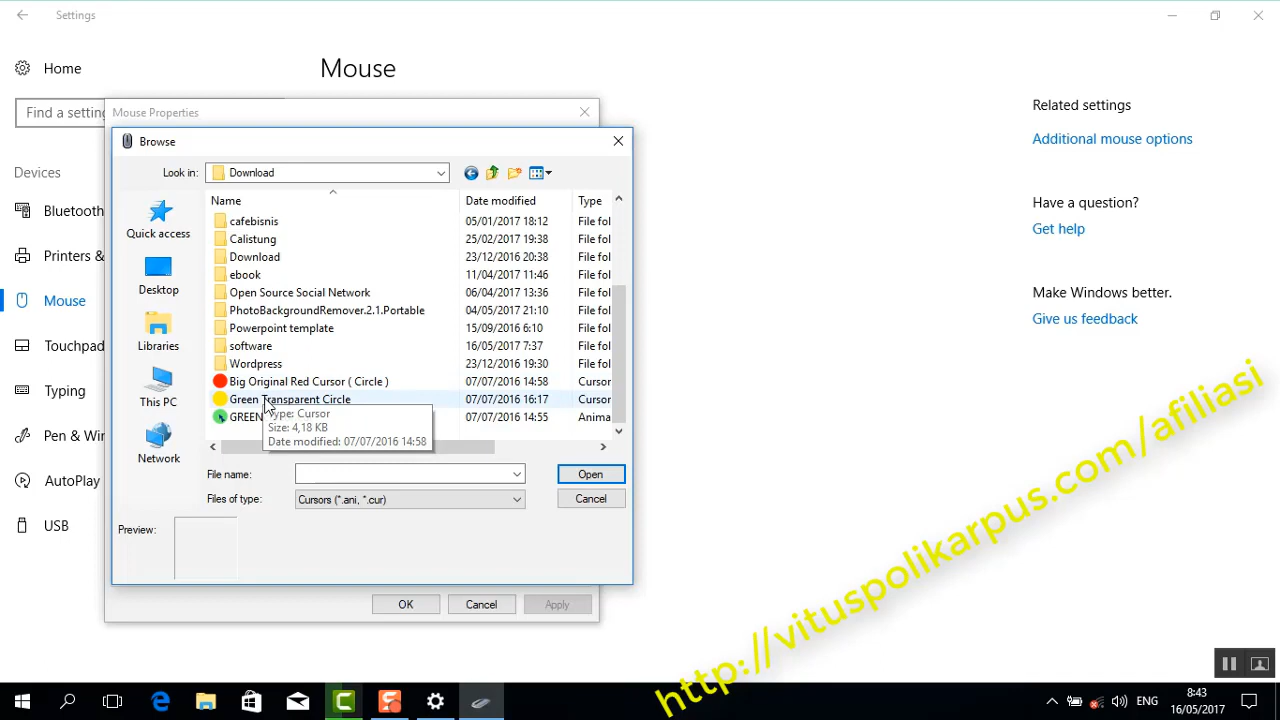 Settings
Home
Mouse
Find a setting
Devices
Bluetooth
Printers &
Mouse
Touchpad
Typing
Pen & Win
AutoPlay
USB
Mouse Properties
Browse
Look in: Download
Quick access
Desktop
Libraries
This PC
Network
Name Date modified Type
cafebisnis 05/01/2017 18:12 File fol
Calistung 25/02/2017 19:38 File fol
Download 23/12/2016 20:38 File fol
ebook 11/04/2017 11:46 File fol
Open Source Social Network 06/04/2017 13:36 File fol
PhotoBackgroundRemover.2.1.Portable 04/05/2017 21:10 File fol
Powerpoint template 15/09/2016 6:10 File fol
software 16/05/2017 7:37 File fol
Wordpress 23/12/2016 19:30 File fol
Big Original Red Cursor ( Circle ) 07/07/2016 14:58 Cursor
Green Transparent Circle 07/07/2016 16:17 Cursor
GREEN 07/07/2016 14:55 Anima
Type: Cursor
Size: 4,18 KB
Date modified: 07/07/2016 14:58
File name: Open
Files of type: Cursors (*.ani, *.cur) Cancel
Preview:
OK Cancel Apply
Related settings
Additional mouse options
Have a question?
Get help
Make Windows better.
Give us feedback
http://vituspolikarpus.com/afiliasi
ENG
8:43
16/05/2017